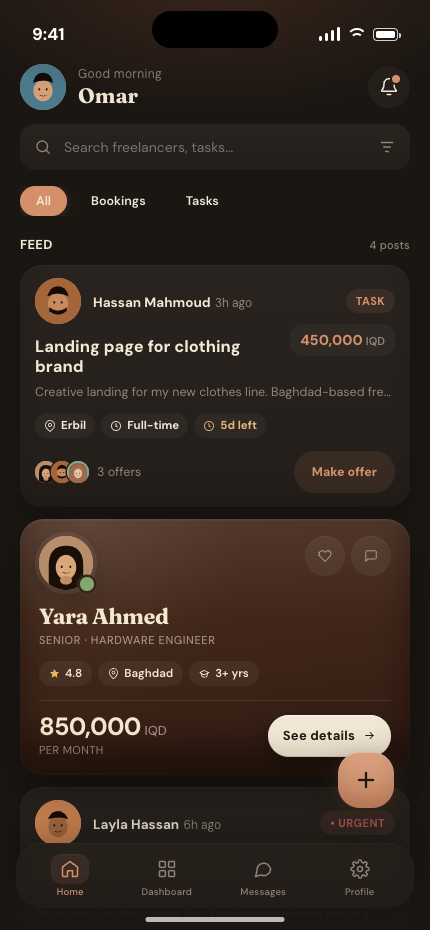 9:41
Good morning
Omar
Search freelancers, tasks...
All
Bookings
Tasks
FEED
4 posts
Hassan Mahmoud 3h ago
TASK
Landing page for clothing
brand
450,000 IQD
Creative landing for my new clothes line. Baghdad-based fre...
Erbil
Full-time
5d left
3 offers
Make offer
Yara Ahmed
SENIOR · HARDWARE ENGINEER
4.8
Baghdad
3+ yrs
850,000 IQD
PER MONTH
See details →
+
Layla Hassan 6h ago
• URGENT
Home
Dashboard
Messages
Profile